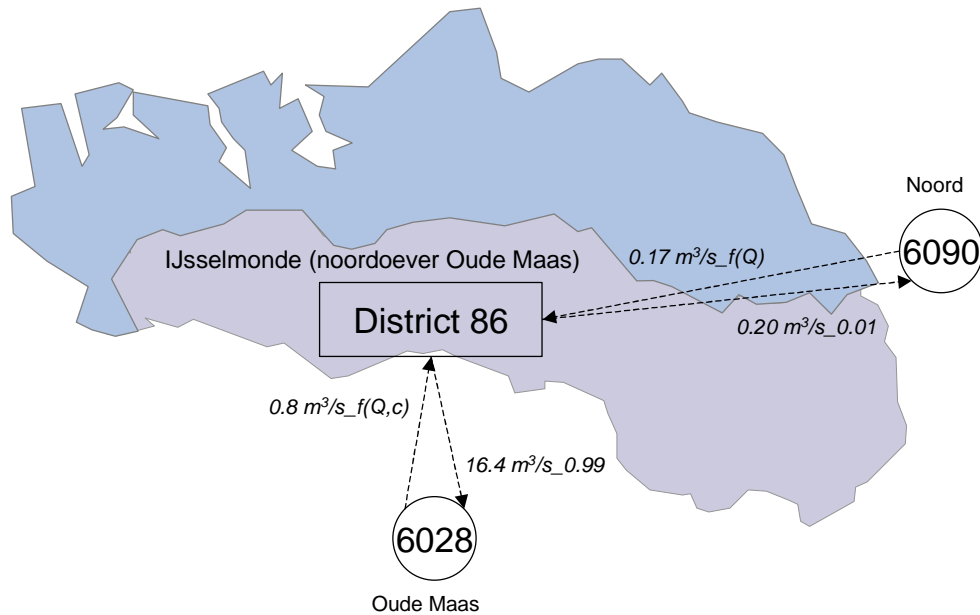 Noord
6090
IJsselmonde (noordoever Oude Maas)
0.17 m³/s_f(Q)
District 86
0.20 m³/s_0.01
0.8 m³/s_f(Q,c)
16.4 m³/s_0.99
6028
Oude Maas